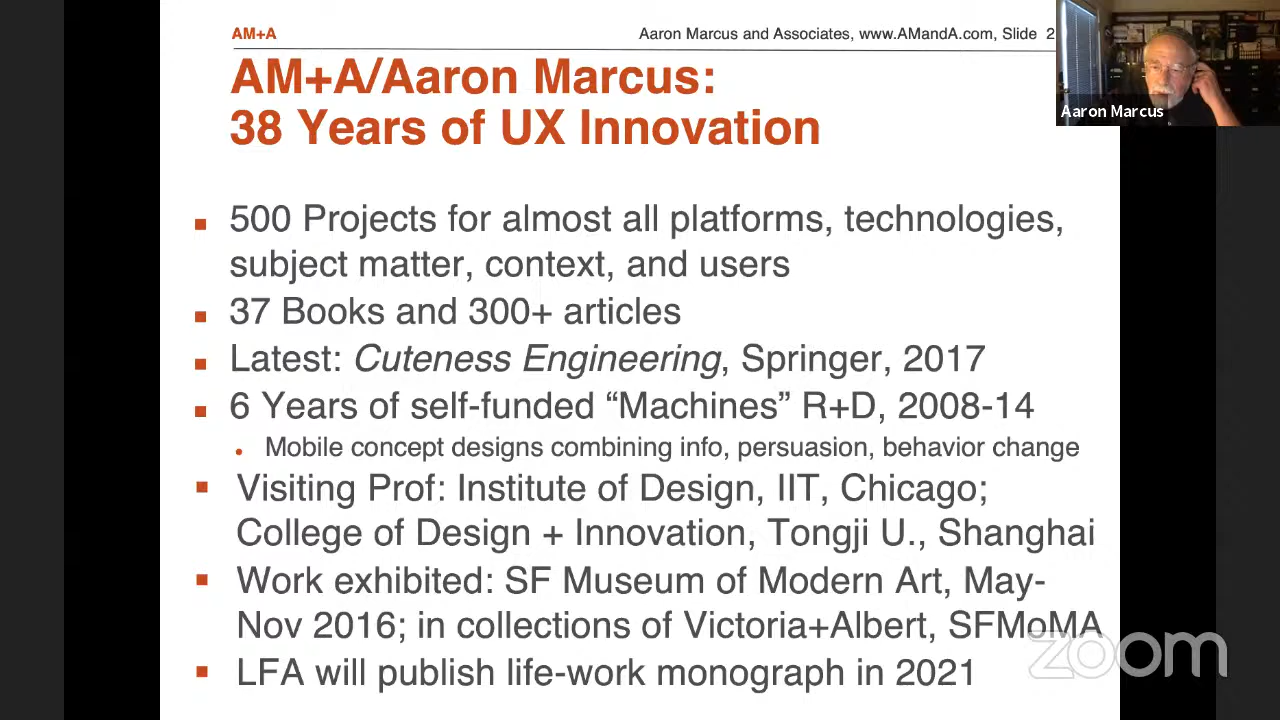 AM+A
Aaron Marcus and Associates, www.AMandA.com, Slide 2
AM+A/Aaron Marcus:
38 Years of UX Innovation
Aaron Marcus
▪ 500 Projects for almost all platforms, technologies,
subject matter, context, and users
▪ 37 Books and 300+ articles
▪ Latest: Cuteness Engineering, Springer, 2017
▪ 6 Years of self-funded “Machines” R+D, 2008-14
• Mobile concept designs combining info, persuasion, behavior change
▪ Visiting Prof: Institute of Design, IIT, Chicago;
College of Design + Innovation, Tongji U., Shanghai
▪ Work exhibited: SF Museum of Modern Art, May-
Nov 2016; in collections of Victoria+Albert, SFMoMA
▪ LFA will publish life-work monograph in 2021
zoom